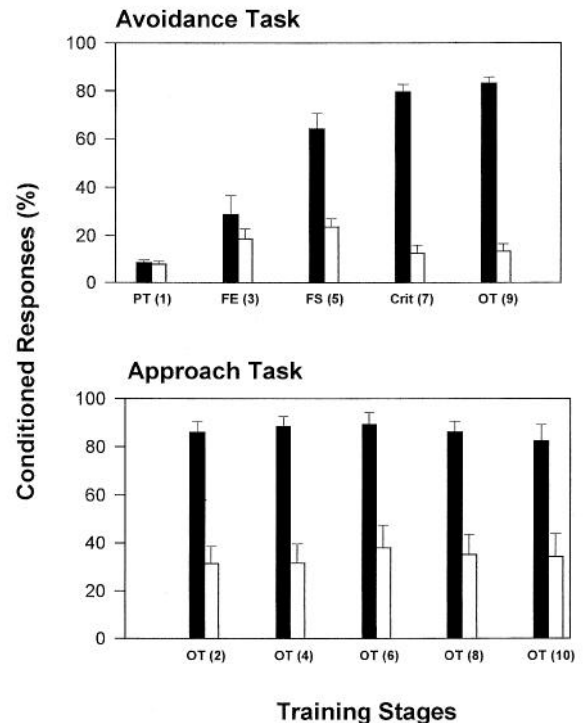 Avoidance Task
100
80
60
40
20
0
PT (1) FE (3) FS (5) Crit (7) OT (9)
Conditioned Responses (%)
Approach Task
100
80
60
40
20
0
OT (2) OT (4) OT (6) OT (8) OT (10)
Training Stages